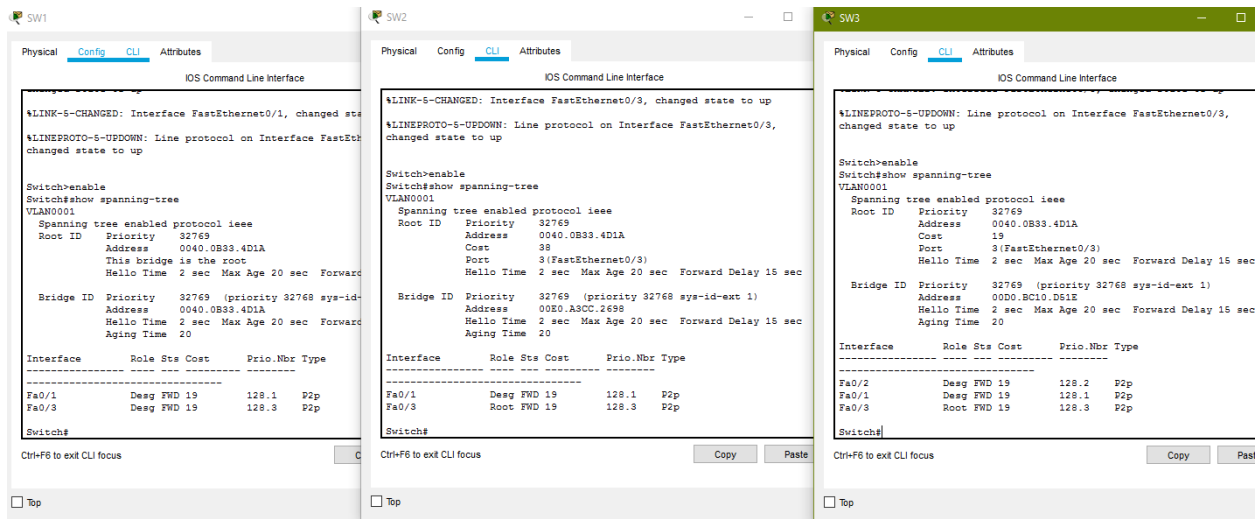 SW1
Physical Config CLI Attributes
IOS Command Line Interface
%LINK-5-CHANGED: Interface FastEthernet0/1, changed sta
%LINEPROTO-5-UPDOWN: Line protocol on Interface FastEth
changed state to up
Switch>enable
Switch#show spanning-tree
VLAN0001
Spanning tree enabled protocol ieee
Root ID Priority 32769
Address 0040.0B33.4D1A
This bridge is the root
Hello Time 2 sec Max Age 20 sec Forward
Bridge ID Priority 32769 (priority 32768 sys-id-
Address 0040.0B33.4D1A
Hello Time 2 sec Max Age 20 sec Forward
Aging Time 20
Interface Role Sts Cost Prio.Nbr Type
---------------- ---- --- --------- --------
--------------------------------
Fa0/1 Desg FWD 19 128.1 P2p
Fa0/3 Desg FWD 19 128.3 P2p
Switch#
Ctrl+F6 to exit CLI focus
C
Top
SW2
Physical Config CLI Attributes
IOS Command Line Interface
%LINK-5-CHANGED: Interface FastEthernet0/3, changed state to up
%LINEPROTO-5-UPDOWN: Line protocol on Interface FastEthernet0/3,
changed state to up
Switch>enable
Switch#show spanning-tree
VLAN0001
Spanning tree enabled protocol ieee
Root ID Priority 32769
Address 0040.0B33.4D1A
Cost 38
Port 3(FastEthernet0/3)
Hello Time 2 sec Max Age 20 sec Forward Delay 15 sec
Bridge ID Priority 32769 (priority 32768 sys-id-ext 1)
Address 00E0.A3CC.2698
Hello Time 2 sec Max Age 20 sec Forward Delay 15 sec
Aging Time 20
Interface Role Sts Cost Prio.Nbr Type
---------------- ---- --- --------- --------
--------------------------------
Fa0/1 Desg FWD 19 128.1 P2p
Fa0/3 Root FWD 19 128.3 P2p
Switch#
Ctrl+F6 to exit CLI focus
Copy Paste
Top
SW3
Physical Config CLI Attributes
IOS Command Line Interface
%LINEPROTO-5-UPDOWN: Line protocol on Interface FastEthernet0/3,
changed state to up
Switch>enable
Switch#show spanning-tree
VLAN0001
Spanning tree enabled protocol ieee
Root ID Priority 32769
Address 0040.0B33.4D1A
Cost 19
Port 3(FastEthernet0/3)
Hello Time 2 sec Max Age 20 sec Forward Delay 15 sec
Bridge ID Priority 32769 (priority 32768 sys-id-ext 1)
Address 00D0.BC10.D51E
Hello Time 2 sec Max Age 20 sec Forward Delay 15 sec
Aging Time 20
Interface Role Sts Cost Prio.Nbr Type
---------------- ---- --- --------- --------
--------------------------------
Fa0/2 Desg FWD 19 128.2 P2p
Fa0/1 Desg FWD 19 128.1 P2p
Fa0/3 Root FWD 19 128.3 P2p
Switch#
Ctrl+F6 to exit CLI focus
Copy Past
Top